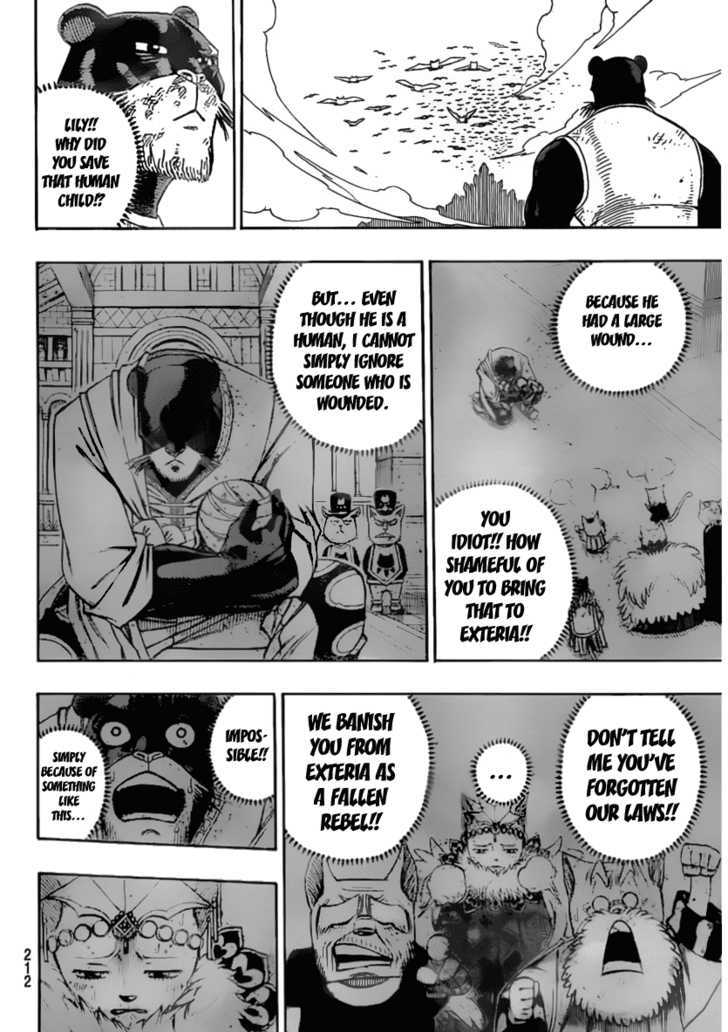 LILY!!
WHY DID
YOU SAVE
THAT HUMAN
CHILD!?
BECAUSE HE
HAD A LARGE
WOUND...
YOU
IDIOT!! HOW
SHAMEFUL OF
YOU TO BRING
THAT TO
EXTERIA!!
BUT... EVEN
THOUGH HE IS A
HUMAN, I CANNOT
SIMPLY IGNORE
SOMEONE WHO IS
WOUNDED.
DON'T TELL
ME YOU'VE
FORGOTTEN
OUR LAWS!!
...
WE BANISH
YOU FROM
EXTERIA AS
A FALLEN
REBEL!!
IMPOS-
SIBLE!!
SIMPLY
BECAUSE OF
SOMETHING
LIKE
THIS...
212